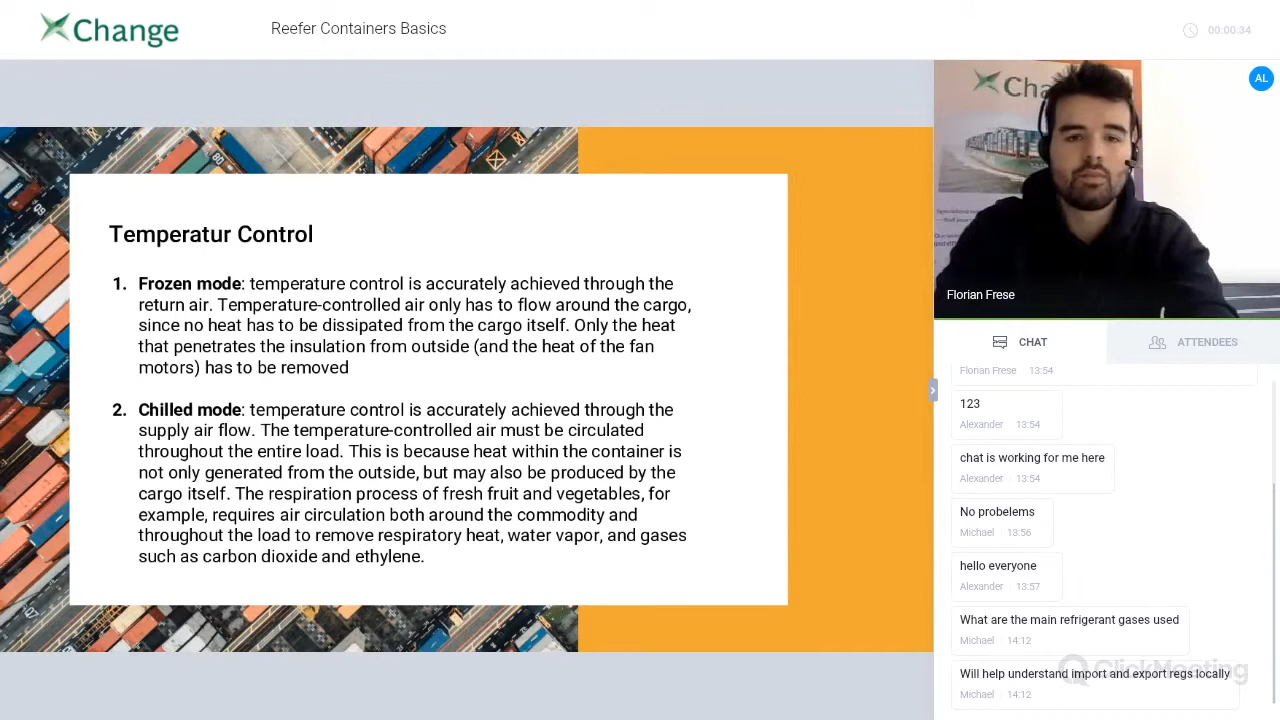 Change
Reefer Containers Basics
00:00:34
Temperatur Control
1. Frozen mode: temperature control is accurately achieved through the
return air. Temperature-controlled air only has to flow around the cargo,
since no heat has to be dissipated from the cargo itself. Only the heat
that penetrates the insulation from outside (and the heat of the fan
motors) has to be removed
2. Chilled mode: temperature control is accurately achieved through the
supply air flow. The temperature-controlled air must be circulated
throughout the entire load. This is because heat within the container is
not only generated from the outside, but may also be produced by the
cargo itself. The respiration process of fresh fruit and vegetables, for
example, requires air circulation both around the commodity and
throughout the load to remove respiratory heat, water vapor, and gases
such as carbon dioxide and ethylene.
AL
Florian Frese
CHAT
ATTENDEES
Florian Frese 13:54
123
Alexander 13:54
chat is working for me here
Alexander 13:54
No probelems
Michael 13:56
hello everyone
Alexander 13:57
What are the main refrigerant gases used
Michael 14:12
Will help understand import and export regs locally
Michael 14:12
ClickMeeting